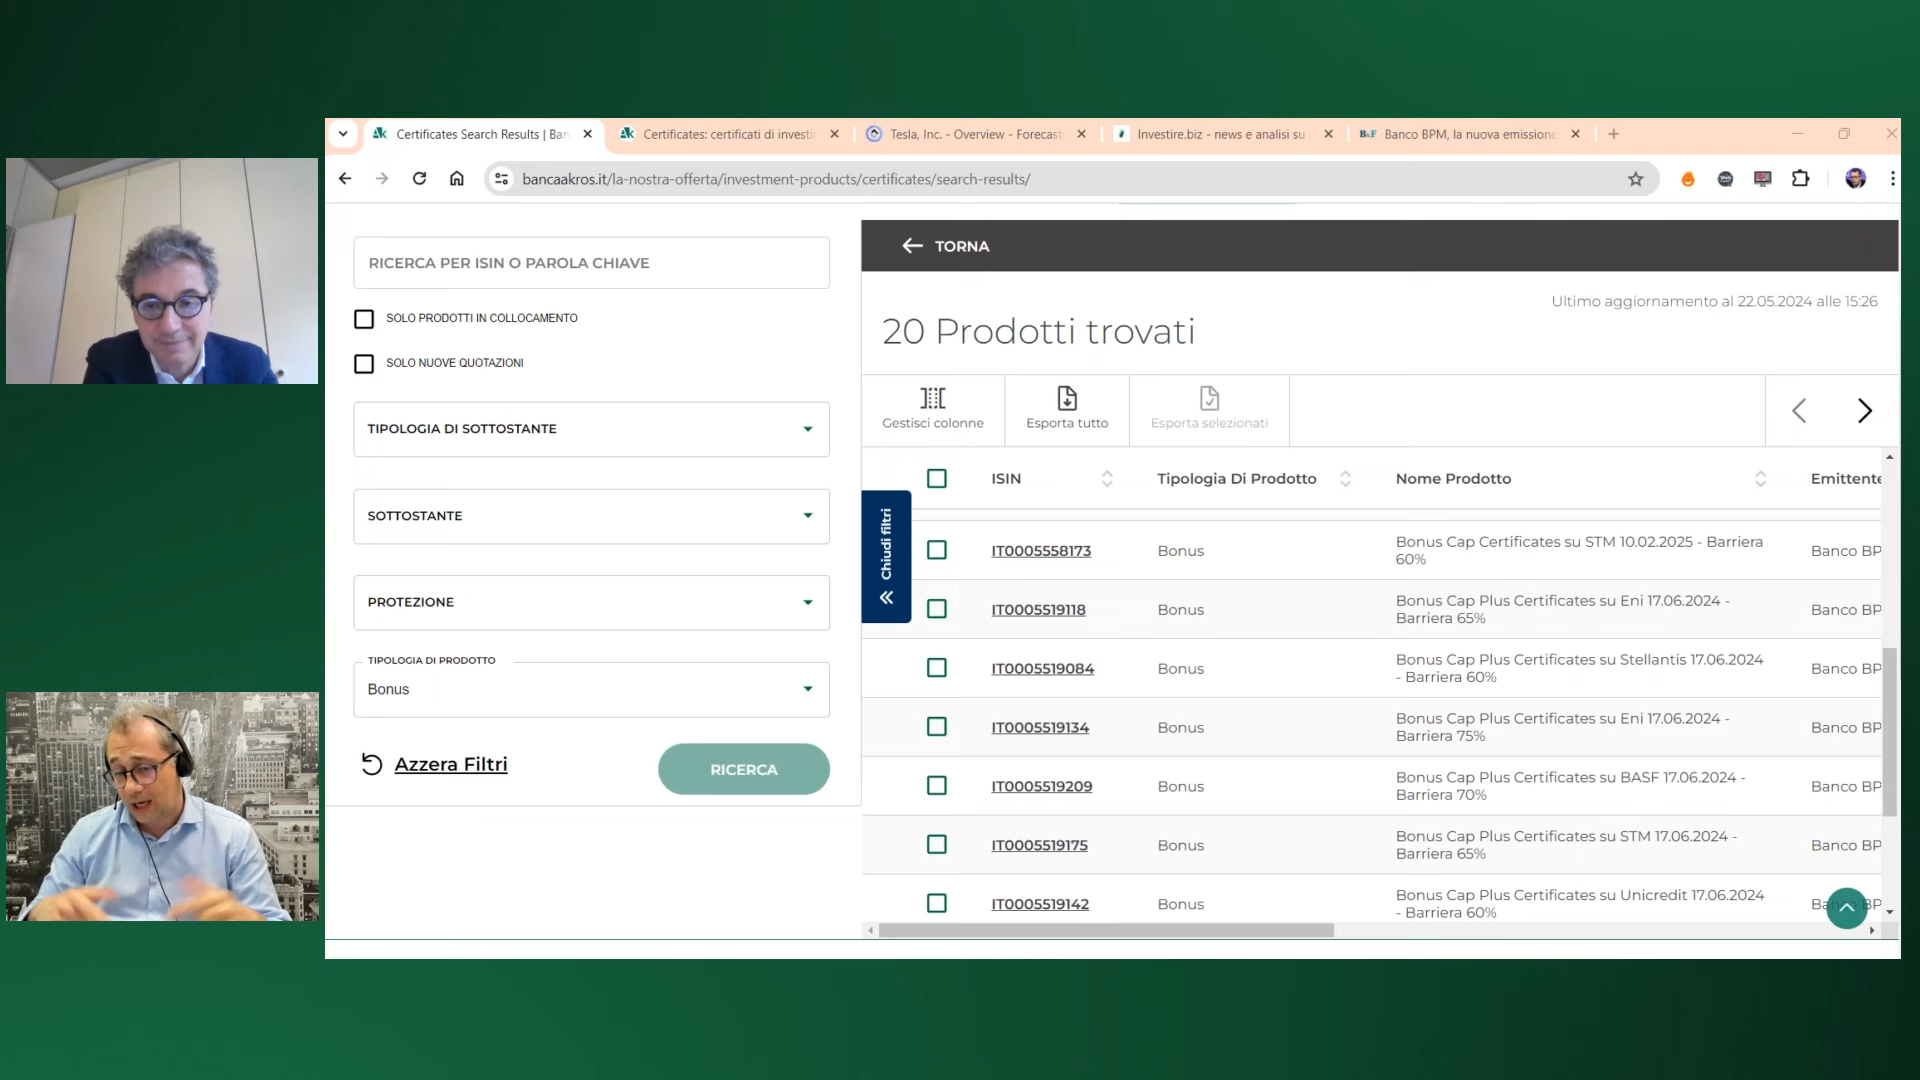 Certificates Search Results | Ban
Certificates: certificati di investi
Tesla, Inc. - Overview - Forecast
Investire.biz - news e analisi su
B&F
Banco BPM, la nuova emissione
bancaakros.it/la-nostra-offerta/investment-products/certificates/search-results/
RICERCA PER ISIN O PAROLA CHIAVE
SOLO PRODOTTI IN COLLOCAMENTO
SOLO NUOVE QUOTAZIONI
TIPOLOGIA DI SOTTOSTANTE
SOTTOSTANTE
PROTEZIONE
TIPOLOGIA DI PRODOTTO
Bonus
Azzera Filtri
RICERCA
TORNA
Ultimo aggiornamento al 22.05.2024 alle 15:26
20 Prodotti trovati
Gestisci colonne
Esporta tutto
Esporta selezionati
Chiudi filtri
ISIN
Tipologia Di Prodotto
Nome Prodotto
Emittente
IT0005558173
Bonus
Bonus Cap Certificates su STM 10.02.2025 - Barriera
60%
Banco BP
IT0005519118
Bonus
Bonus Cap Plus Certificates su Eni 17.06.2024 -
Barriera 65%
Banco BP
IT0005519084
Bonus
Bonus Cap Plus Certificates su Stellantis 17.06.2024
- Barriera 60%
Banco BP
IT0005519134
Bonus
Bonus Cap Plus Certificates su Eni 17.06.2024 -
Barriera 75%
Banco BP
IT0005519209
Bonus
Bonus Cap Plus Certificates su BASF 17.06.2024 -
Barriera 70%
Banco BP
IT0005519175
Bonus
Bonus Cap Plus Certificates su STM 17.06.2024 -
Barriera 65%
Banco BP
IT0005519142
Bonus
Bonus Cap Plus Certificates su Unicredit 17.06.2024
- Barriera 60%
BP